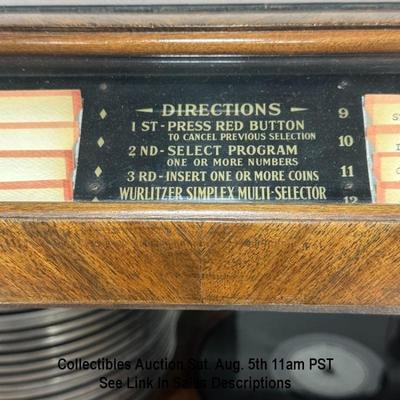 DIRECTIONS
9
1 ST - PRESS RED BUTTON
TO CANCEL PREVIOUS SELECTION
10
2 ND - SELECT PROGRAM
ONE OR MORE NUMBERS
3 RD - INSERT ONE OR MORE COINS
11
WURLITZER SIMPLEX MULTI-SELECTOR
12
Collectibles Auction Sat. Aug. 5th 11am PST
See Link In Sales Descriptions